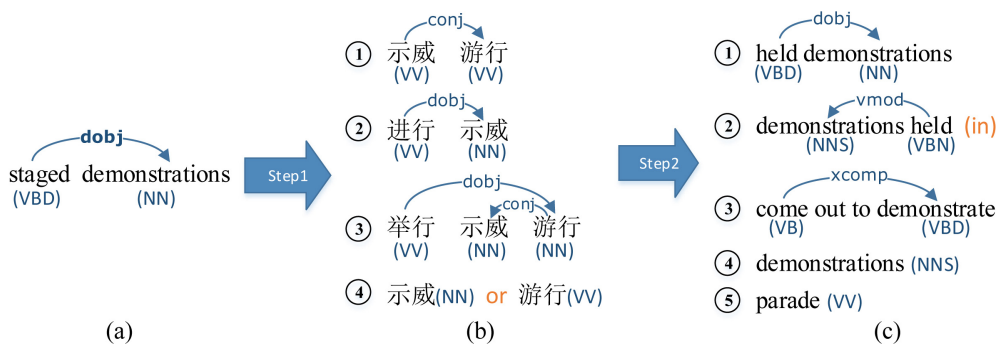 dobj
staged demonstrations
(VBD) (NN)
(a)
Step1
conj
① 示威 游行
(VV) (VV)
dobj
② 进行 示威
(VV) (NN)
dobj
conj
③ 举行 示威 游行
(VV) (NN) (NN)
④ 示威(NN) or 游行(VV)
(b)
Step2
dobj
① held demonstrations
(VBD) (NN)
vmod
② demonstrations held (in)
(NNS) (VBN)
xcomp
③ come out to demonstrate
(VB) (VBD)
④ demonstrations (NNS)
⑤ parade (VV)
(c)